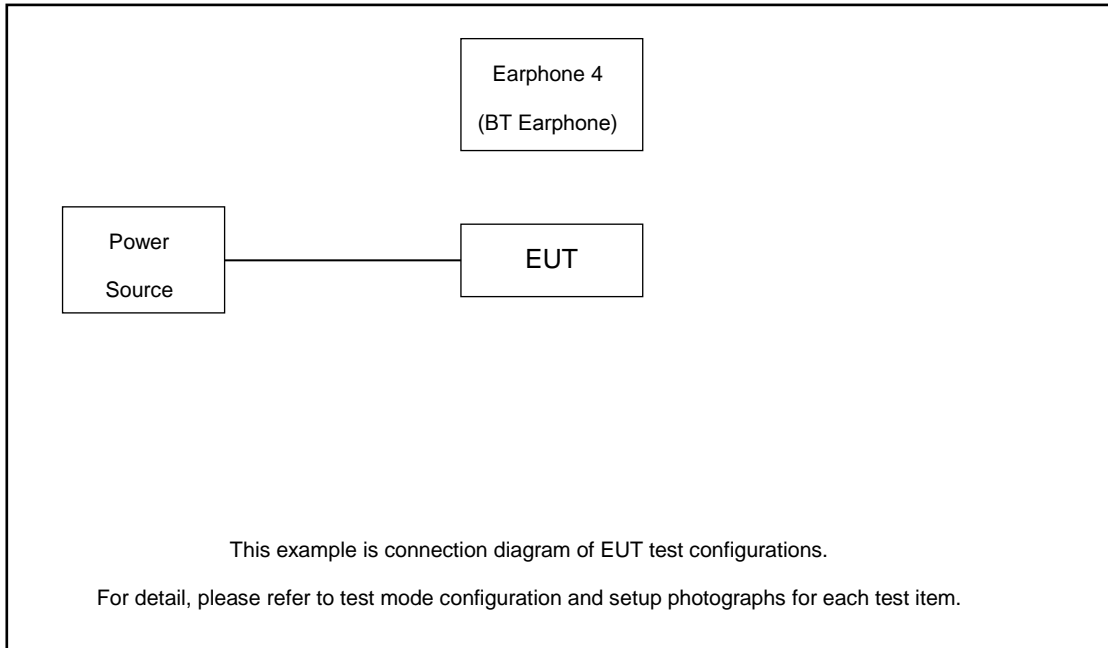 Earphone 4
(BT Earphone)
Power
Source
EUT
This example is connection diagram of EUT test configurations.
For detail, please refer to test mode configuration and setup photographs for each test item.